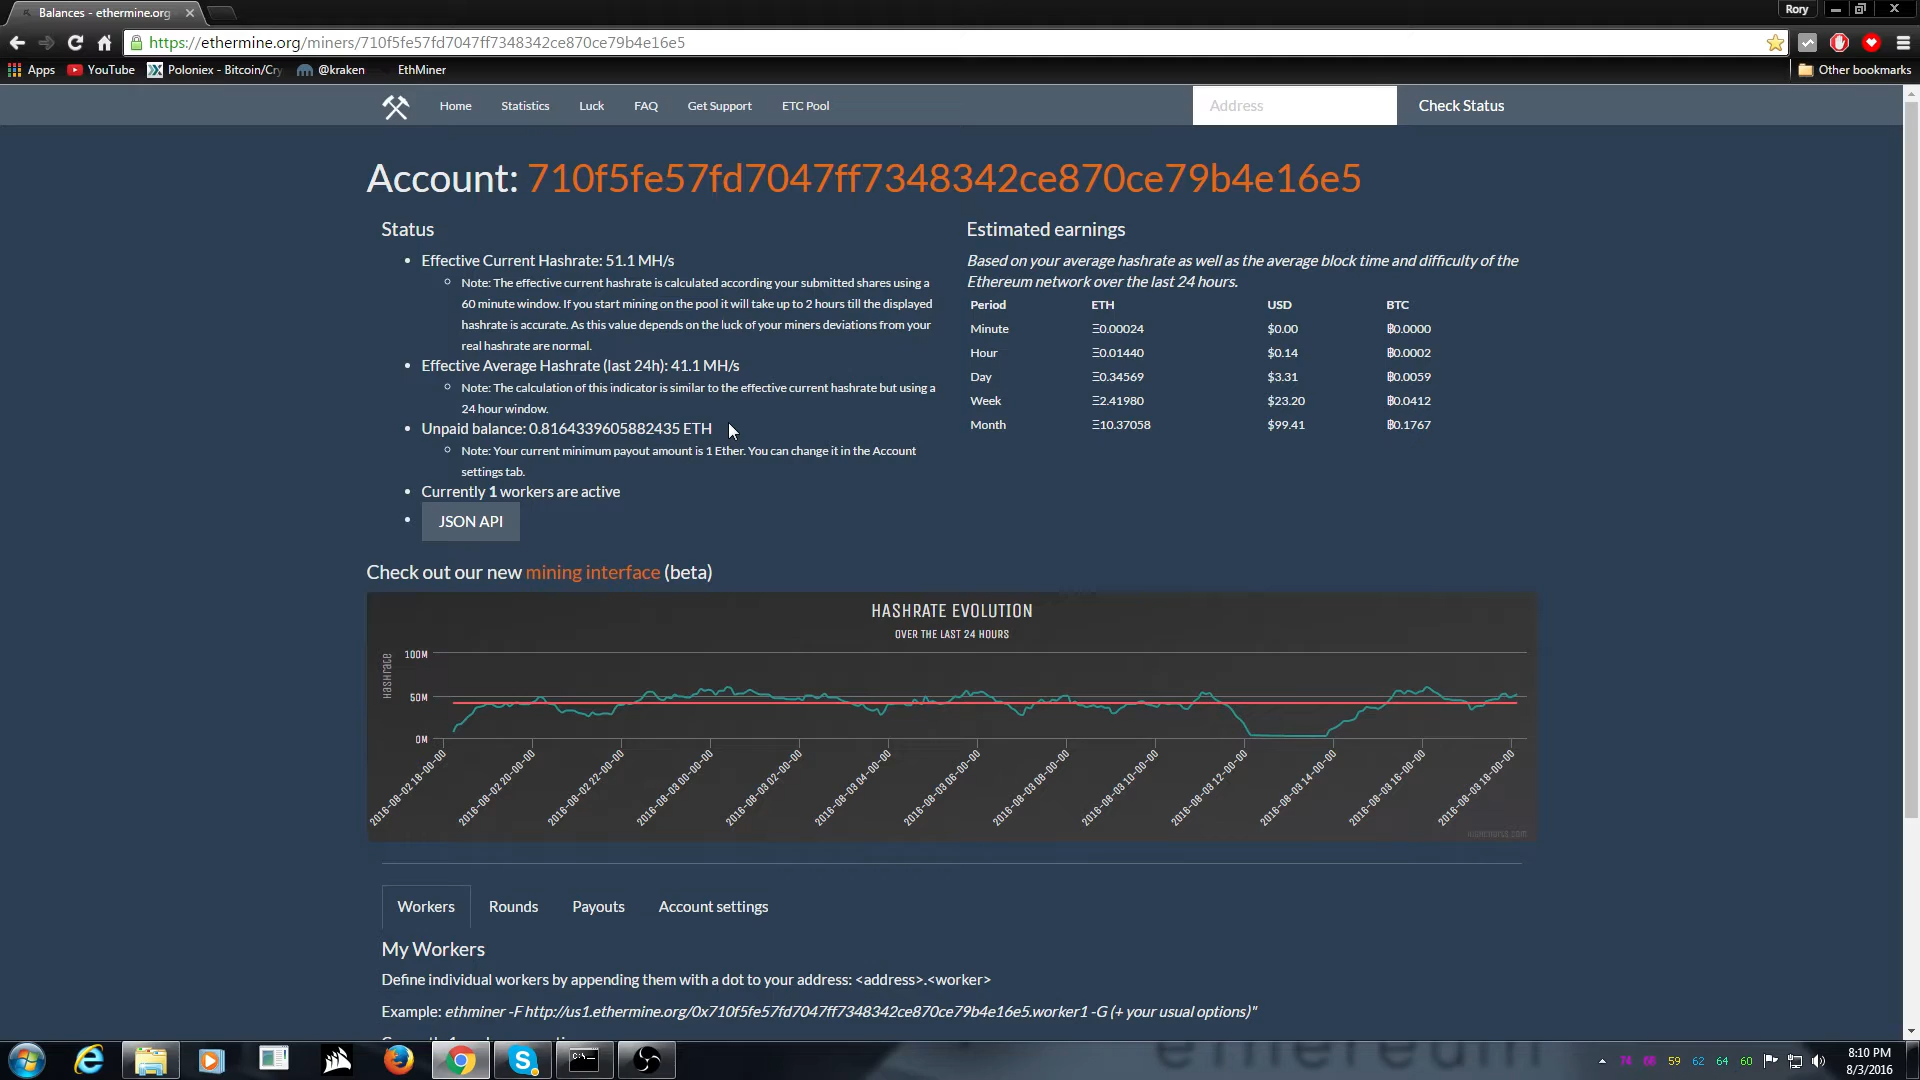 Balances - ethermine.org
Rory
https://ethermine.org/miners/710f5fe57fd7047ff7348342ce870ce79b4e16e5
Apps YouTube Poloniex - Bitcoin/Cry @kraken EthMiner Other bookmarks
Home Statistics Luck FAQ Get Support ETC Pool Address Check Status
Account: 710f5fe57fd7047ff7348342ce870ce79b4e16e5
Status
Effective Current Hashrate: 51.1 MH/s
Note: The effective current hashrate is calculated according your submitted shares using a
60 minute window. If you start mining on the pool it will take up to 2 hours till the displayed
hashrate is accurate. As this value depends on the luck of your miners deviations from your
real hashrate are normal.
Effective Average Hashrate (last 24h): 41.1 MH/s
Note: The calculation of this indicator is similar to the effective current hashrate but using a
24 hour window.
Unpaid balance: 0.8164339605882435 ETH
Note: Your current minimum payout amount is 1 Ether. You can change it in the Account
settings tab.
Currently 1 workers are active
JSON API
Estimated earnings
Based on your average hashrate as well as the average block time and difficulty of the
Ethereum network over the last 24 hours.
Period ETH USD BTC
Minute Ξ0.00024 $0.00 ฿0.0000
Hour Ξ0.01440 $0.14 ฿0.0002
Day Ξ0.34569 $3.31 ฿0.0059
Week Ξ2.41980 $23.20 ฿0.0412
Month Ξ10.37058 $99.41 ฿0.1767
Check out our new mining interface (beta)
HASHRATE EVOLUTION
OVER THE LAST 24 HOURS
Hashrate
100M
50M
0M
2016-08-02 18-00-00
2016-08-02 20-00-00
2016-08-02 22-00-00
2016-08-03 00-00-00
2016-08-03 02-00-00
2016-08-03 04-00-00
2016-08-03 06-00-00
2016-08-03 08-00-00
2016-08-03 10-00-00
2016-08-03 12-00-00
2016-08-03 14-00-00
2016-08-03 16-00-00
2016-08-03 18-00-00
Workers Rounds Payouts Account settings
My Workers
Define individual workers by appending them with a dot to your address: <address>.<worker>
Example: ethminer -F http://us1.ethermine.org/0x710f5fe57fd7047ff7348342ce870ce79b4e16e5.worker1 -G (+ your usual options)"
ethereum
59 62 64 60
8:10 PM
8/3/2016